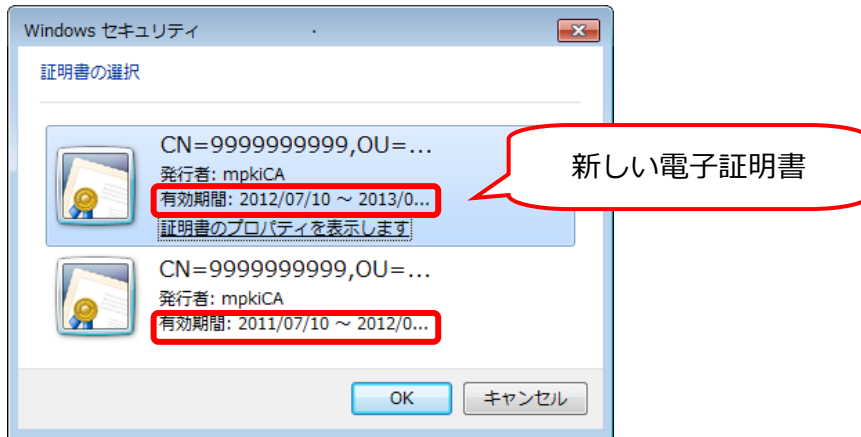 Windows セキュリティ
証明書の選択
CN=9999999999,OU=...
発行者: mpkiCA
有効期間: 2012/07/10 ～ 2013/0...
証明書のプロパティを表示します
新しい電子証明書
CN=9999999999,OU=...
発行者: mpkiCA
有効期間: 2011/07/10 ～ 2012/0...
OK
キャンセル